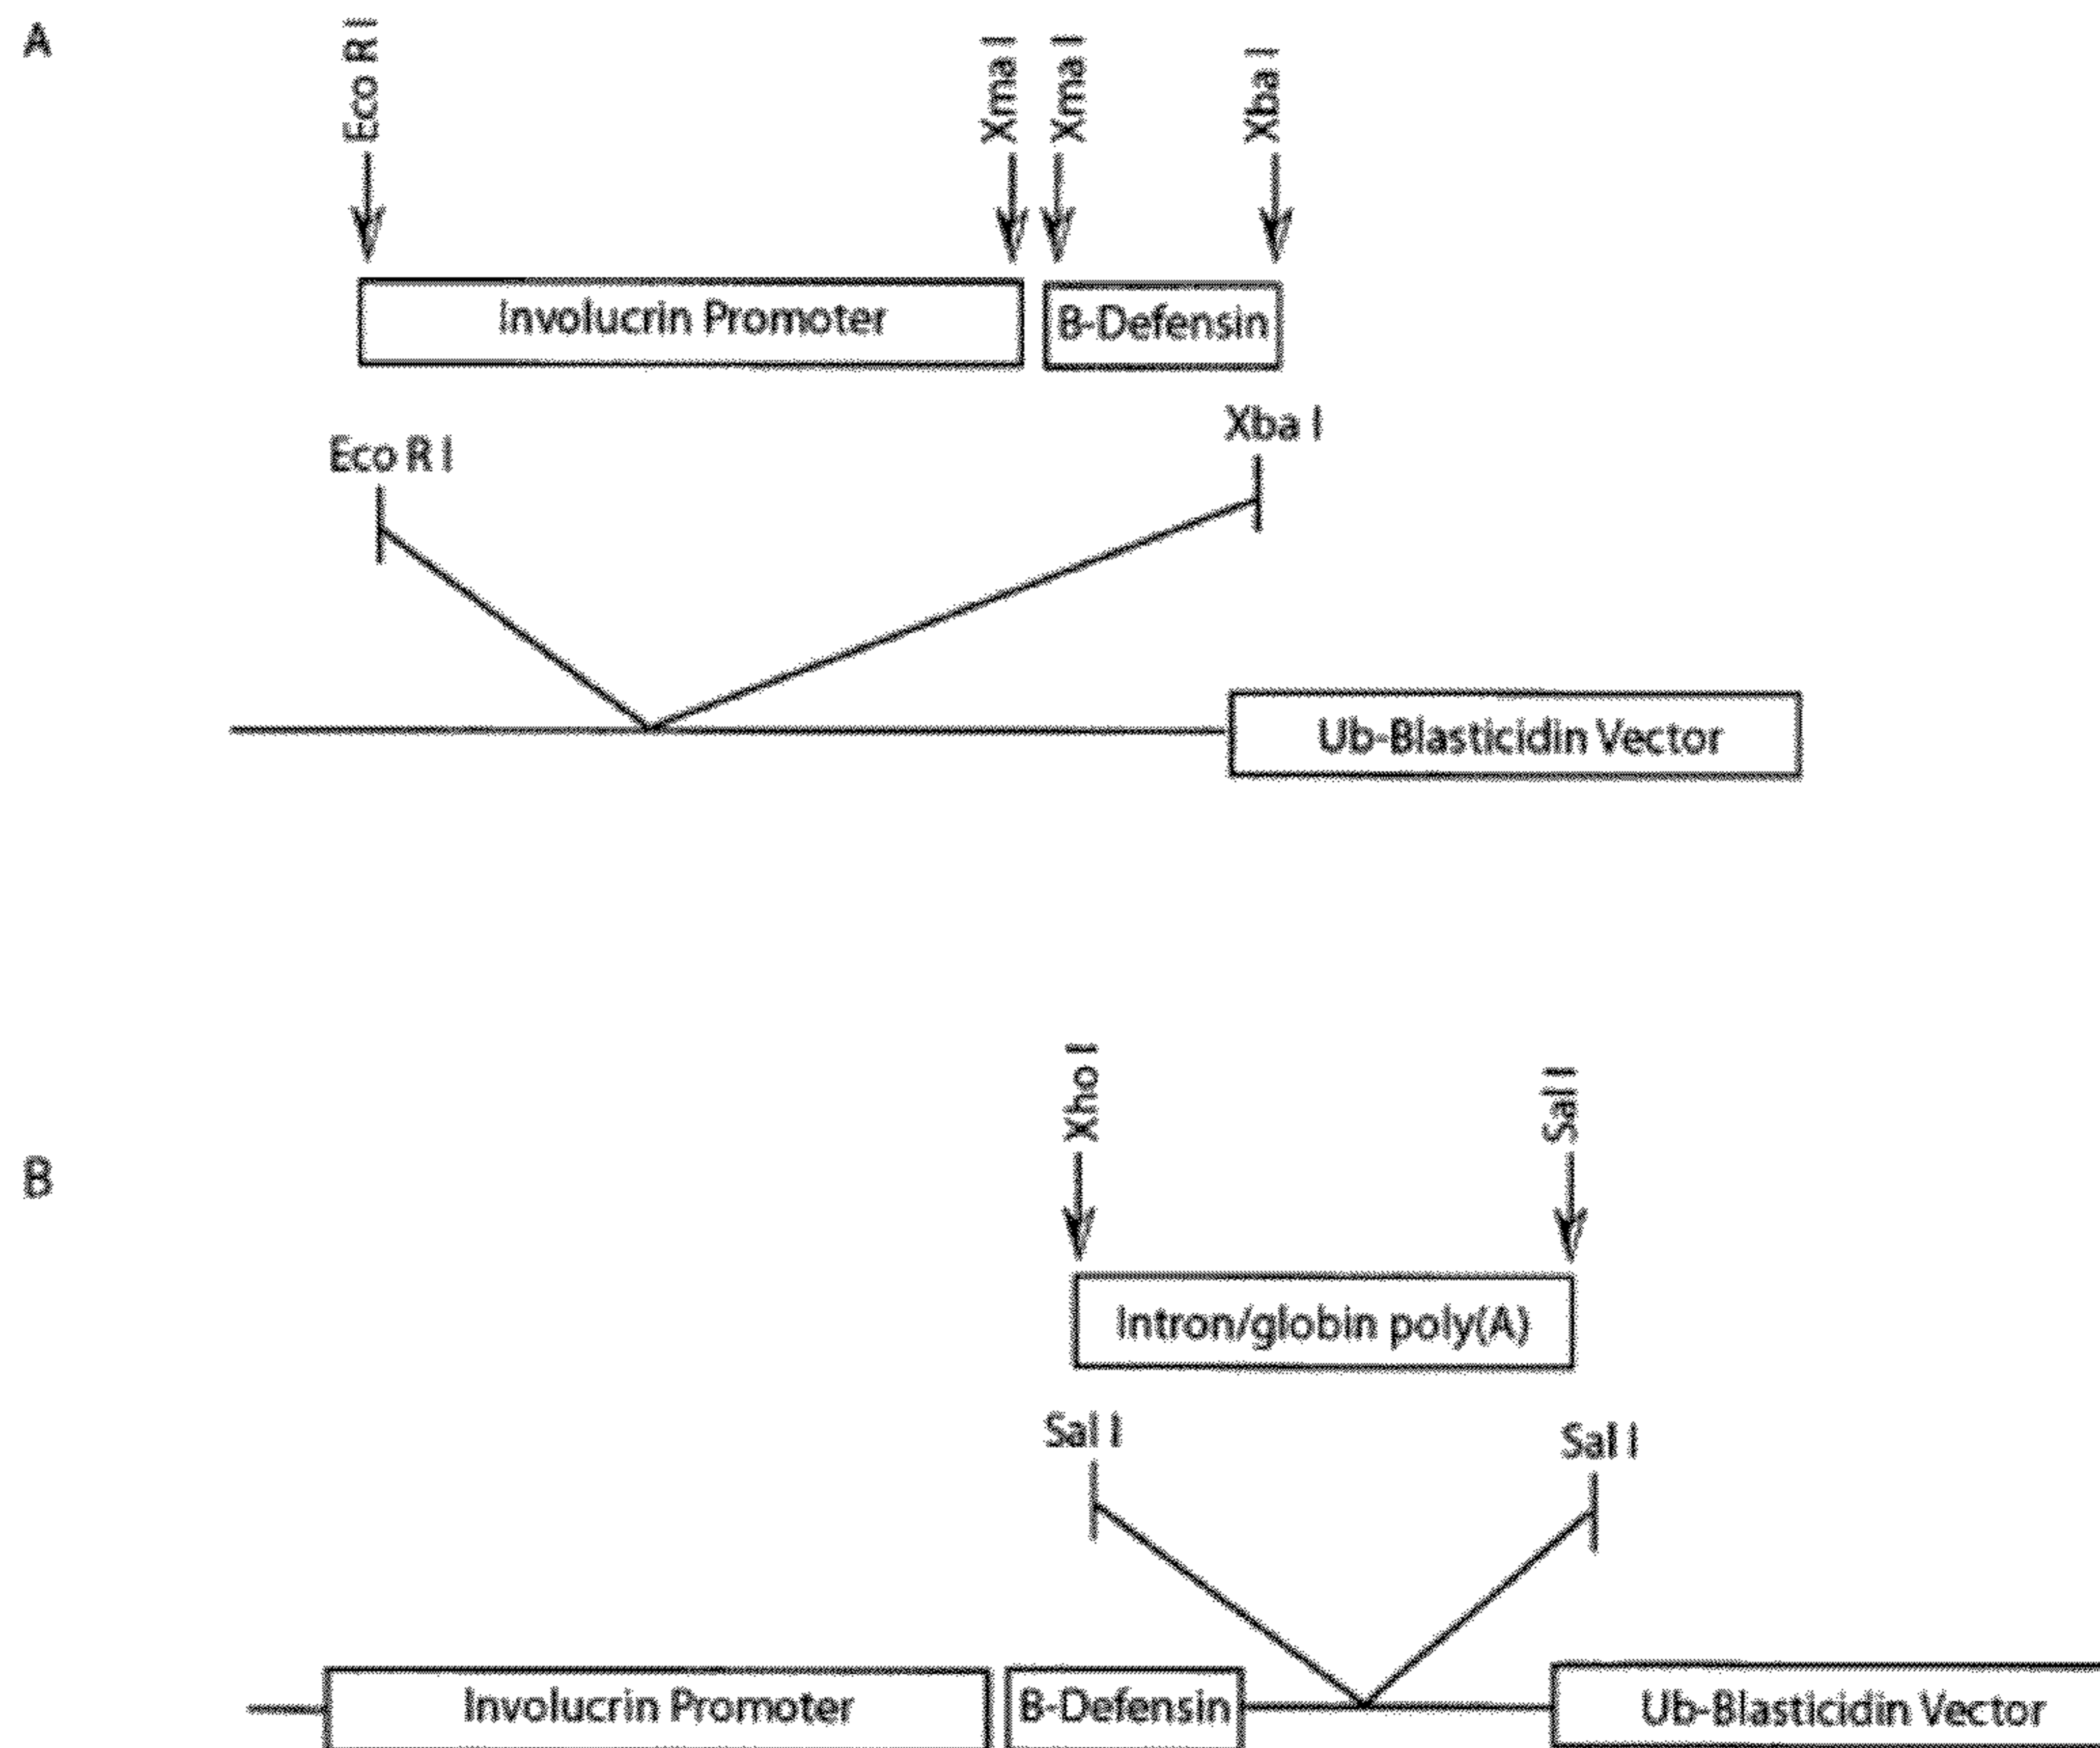 A
Eco R I
Xma I
Xma I
Xba I
Involucrin Promoter
B-Defensin
Eco R I
Xba I
Ub-Blasticidin Vector
B
Xho I
Sal I
Intron/globin poly(A)
Sal I
Sal I
Involucrin Promoter
B-Defensin
Ub-Blasticidin Vector